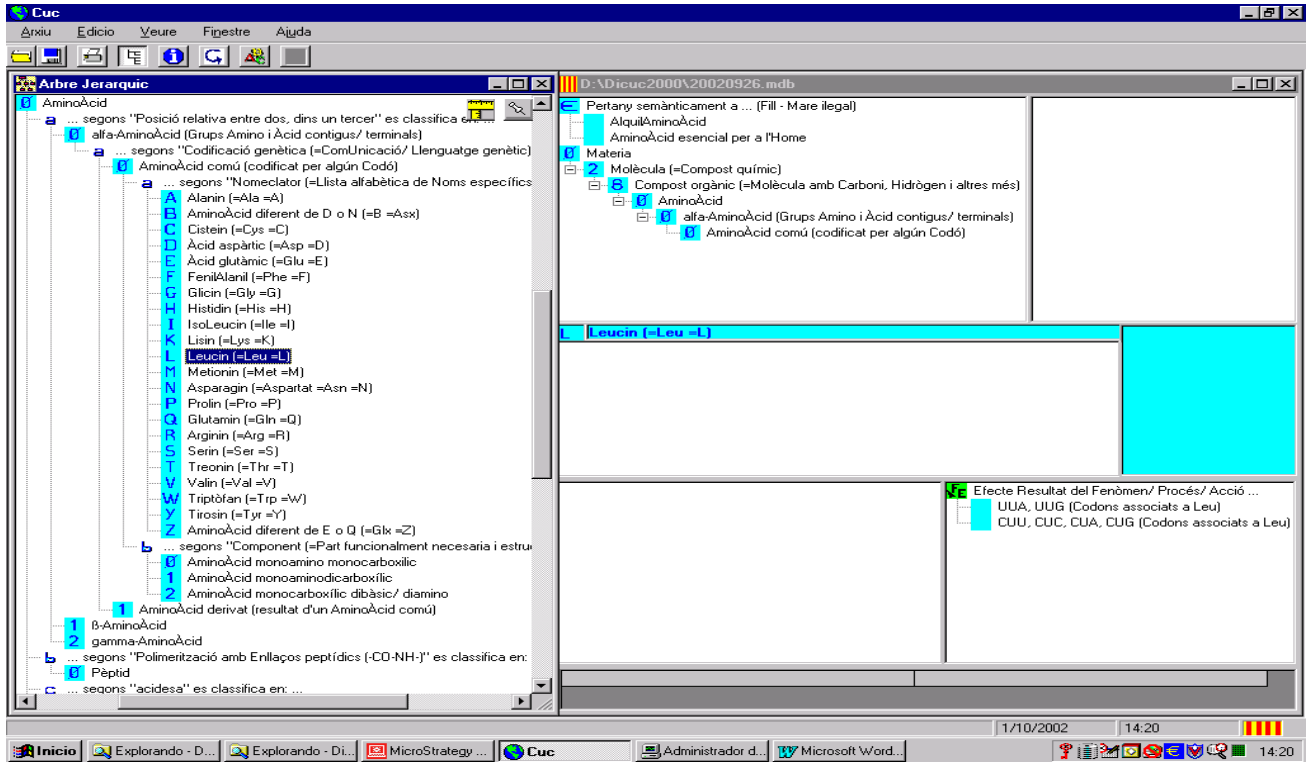 Cuc
Arxiu Edicio Veure Finestre Ajuda
Arbre Jerarquic
Ø AminoÀcid
a ... segons "Posició relativa entre dos, dins un tercer" es classifica en: ...
Ø alfa-AminoÀcid (Grups Amino i Àcid contigus/ terminals)
a ... segons "Codificació genètica (=ComUnicació/ Llenguatge genètic)
Ø AminoÀcid comú (codificat per algún Codó)
a ... segons "Nomeclator (=Llista alfabètica de Noms específics
A Alanin (=Ala =A)
B AminoÀcid diferent de D o N (=B =Asx)
C Cistein (=Cys =C)
D Àcid aspàrtic (=Asp =D)
E Àcid glutàmic (=Glu =E)
F FenilAlanil (=Phe =F)
G Glicin (=Gly =G)
H Histidin (=His =H)
I IsoLeucin (=Ile =I)
K Lisin (=Lys =K)
L Leucin (=Leu =L)
M Metionin (=Met =M)
N Asparagin (=Aspartat =Asn =N)
P Prolin (=Pro =P)
Q Glutamin (=Gln =Q)
R Arginin (=Arg =R)
S Serin (=Ser =S)
T Treonin (=Thr =T)
V Valin (=Val =V)
W Triptòfan (=Trp =W)
Y Tirosin (=Tyr =Y)
Z AminoÀcid diferent de E o Q (=Glx =Z)
b ... segons "Component (=Part funcionalment necesaria i estru
Ø AminoÀcid monoamino monocarboxilic
1 AminoÀcid monoaminodicarboxílic
2 AminoÀcid monocarboxílic dibàsic/ diamino
1 AminoÀcid derivat (resultat d'un AminoÀcid comú)
1 ß-AminoÀcid
2 gamma-AminoÀcid
b ... segons "Polimerització amb Enllaços peptídics (-CO-NH-)" es classifica en:
Ø Pèptid
c ... segons "acidesa" es classifica en: ...
D:\Dicuc2000\20020926.mdb
€ Pertany semànticament a ... (Fill - Mare ilegal)
AlquilAminoÀcid
AminoÀcid esencial per a l'Home
Ø Materia
2 Molècula (=Compost químic)
8 Compost orgànic (=Molècula amb Carboni, Hidrògen i altres més)
Ø AminoÀcid
Ø alfa-AminoÀcid (Grups Amino i Àcid contigus/ terminals)
Ø AminoÀcid comú (codificat per algún Codó)
L Leucin (=Leu =L)
FE Efecte Resultat del Fenòmen/ Procés/ Acció ...
UUA, UUG (Codons associats a Leu)
CUU, CUC, CUA, CUG (Codons associats a Leu)
1/10/2002 14:20
Inicio Explorando - D... Explorando - Di... MicroStrategy ... Cuc Administrador d... Microsoft Word... 14:20